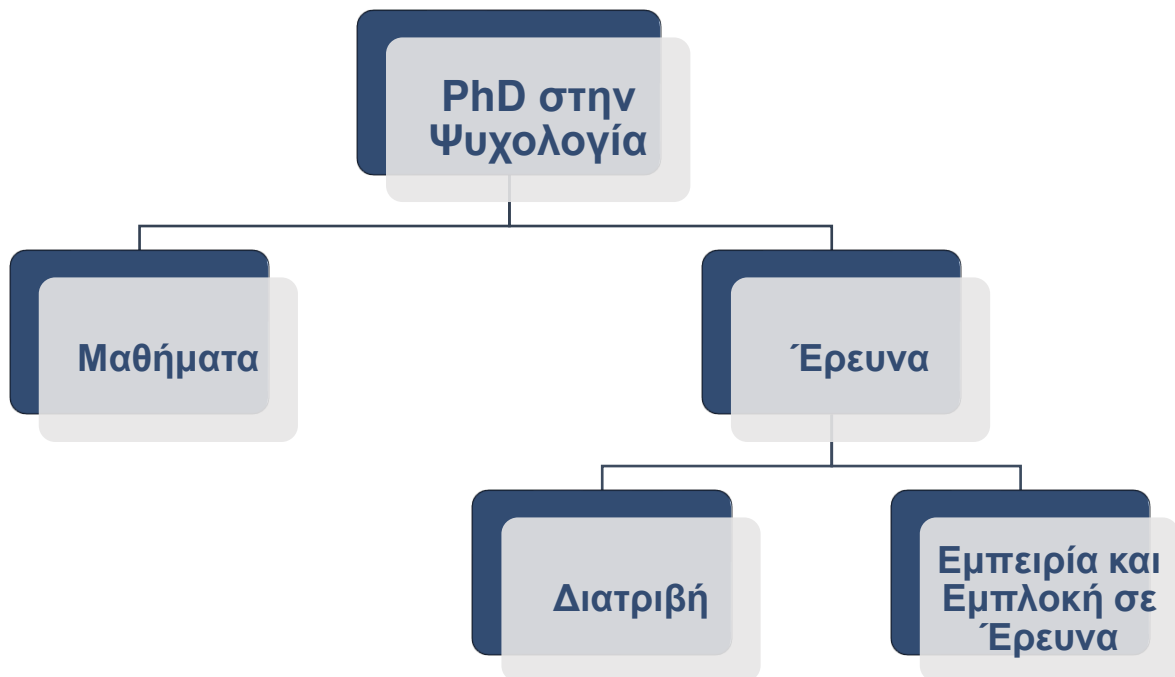 PhD στην
Ψυχολογία
Μαθήματα
Έρευνα
Διατριβή
Εμπειρία και
Εμπλοκή σε
Έρευνα